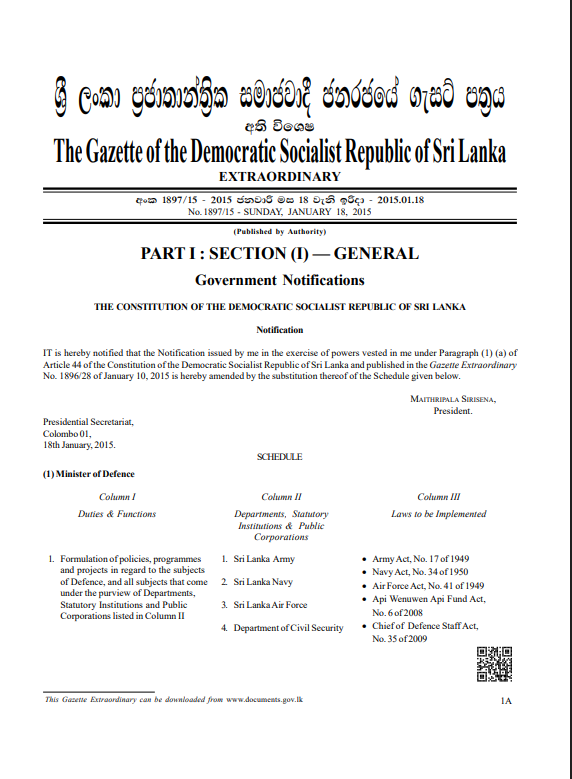 ශ්‍රී ලංකා ප්‍රජාතාන්ත්‍රික සමාජවාදී ජනරජයේ ගැසට් පත්‍රය
අති විශෙෂ
The Gazette of the Democratic Socialist Republic of Sri Lanka
EXTRAORDINARY
අංක 1897/15 - 2015 ජනවාරි මස 18 වැනි ඉරිදා - 2015.01.18
No. 1897/15 - SUNDAY, JANUARY 18, 2015
(Published by Authority)
PART I : SECTION (I) — GENERAL
Government Notifications
THE CONSTITUTION OF THE DEMOCRATIC SOCIALIST REPUBLIC OF SRI LANKA
Notification
IT is hereby notified that the Notification issued by me in the exercise of powers vested in me under Paragraph (1) (a) of
Article 44 of the Constitution of the Democratic Socialist Republic of Sri Lanka and published in the Gazette Extraordinary
No. 1896/28 of January 10, 2015 is hereby amended by the substitution thereof of the Schedule given below.
MAITHRIPALA SIRISENA,
President.
Presidential Secretariat,
Colombo 01,
18th January, 2015.
SCHEDULE
(1) Minister of Defence
Column I
Duties & Functions
1. Formulation of policies, programmes
and projects in regard to the subjects
of Defence, and all subjects that come
under the purview of Departments,
Statutory Institutions and Public
Corporations listed in Column II
Column II
Departments, Statutory
Institutions & Public
Corporations
1. Sri Lanka Army
2. Sri Lanka Navy
3. Sri Lanka Air Force
4. Department of Civil Security
Column III
Laws to be Implemented
• Army Act, No. 17 of 1949
• Navy Act, No. 34 of 1950
• Air Force Act, No. 41 of 1949
• Api Wenuwen Api Fund Act,
No. 6 of 2008
• Chief of Defence Staff Act,
No. 35 of 2009
This Gazette Extraordinary can be downloaded from www.documents.gov.lk
1A